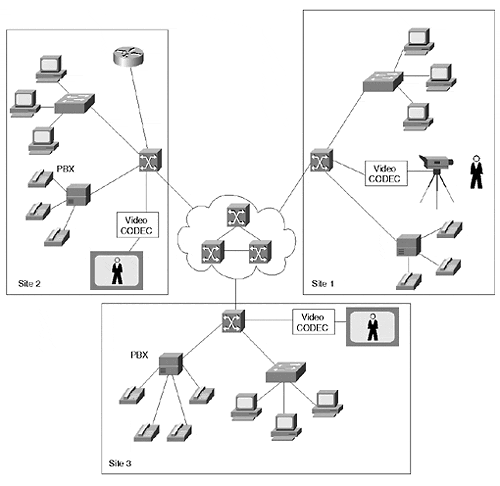 PBX
Video
CODEC
Site 2
Video
CODEC
Site 1
Video
CODEC
PBX
Site 3